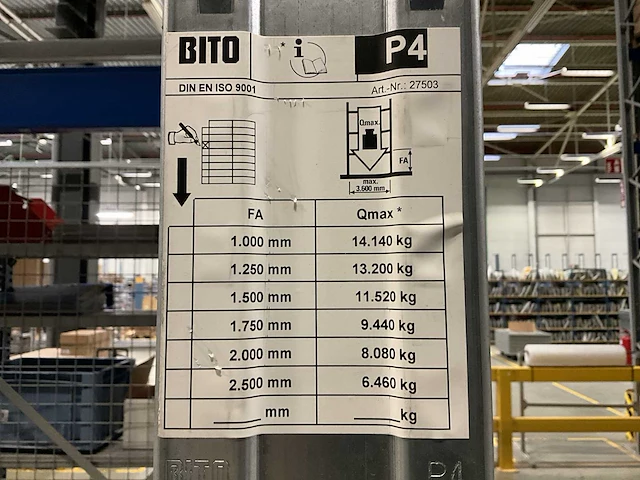 BITO * i P4
DIN EN ISO 9001 Art.-Nr.: 27503
Qmax.
FA
max.
3.600 mm
FA Qmax *
1.000 mm 14.140 kg
1.250 mm 13.200 kg
1.500 mm 11.520 kg
1.750 mm 9.440 kg
2.000 mm 8.080 kg
2.500 mm 6.460 kg
_____ mm _____ kg
BITO P4